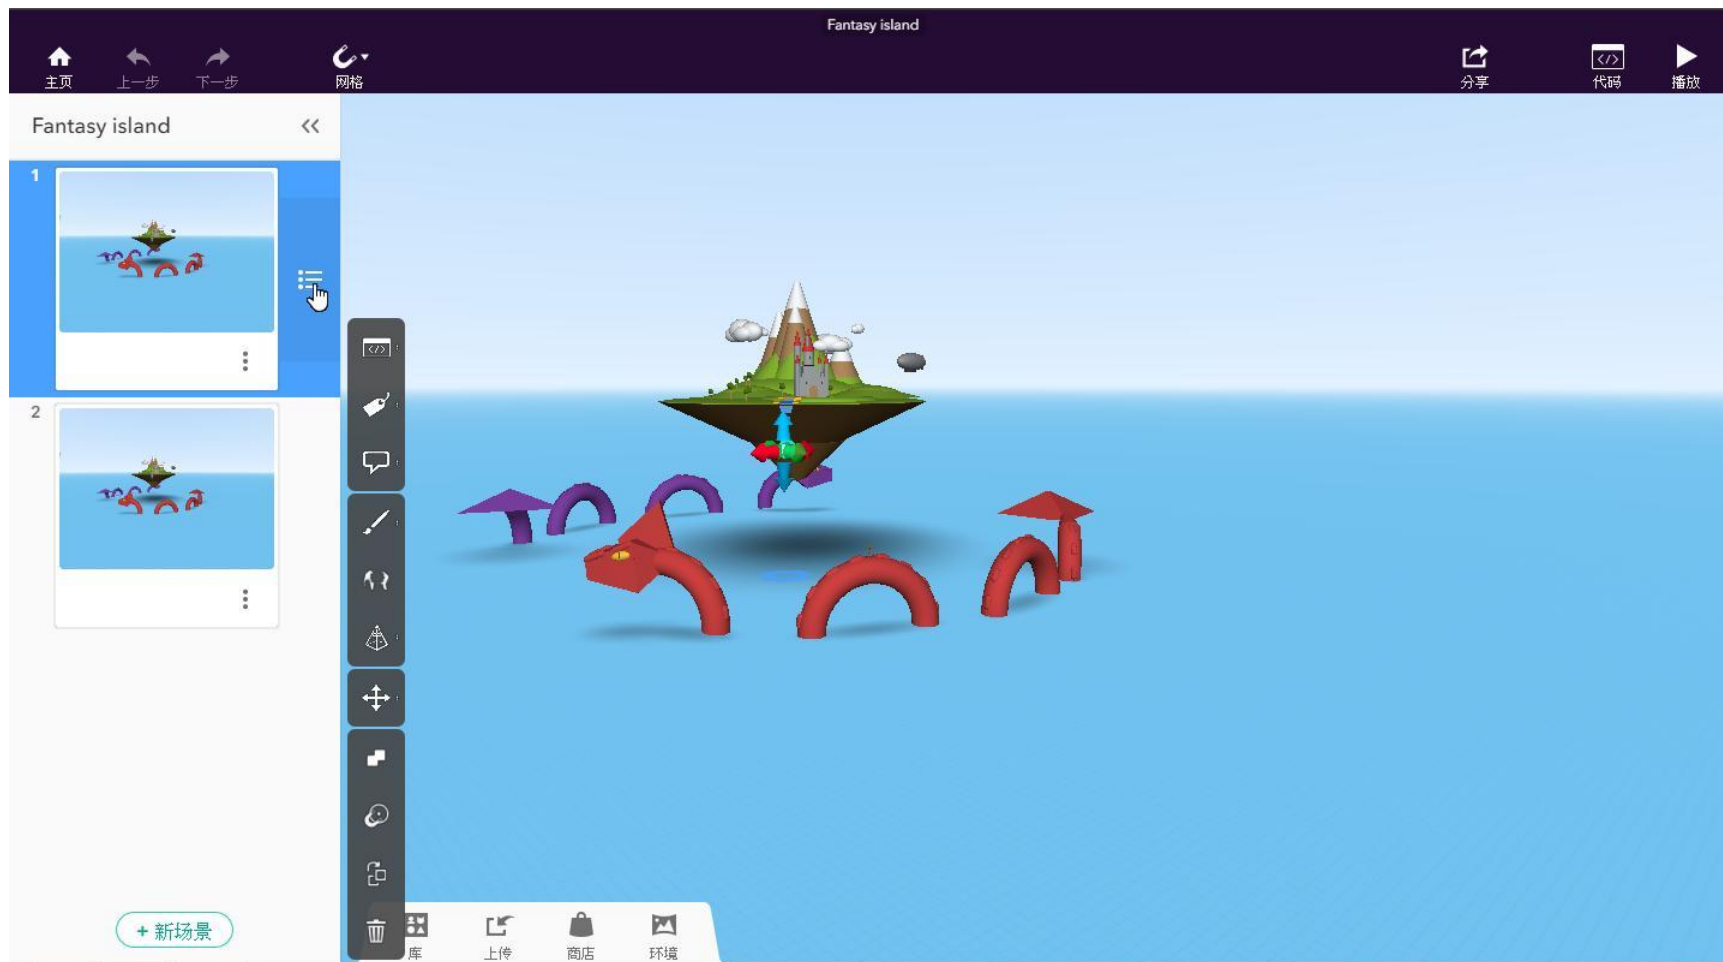 Fantasy island
主页
上一步
下一步
网格
分享
代码
播放
Fantasy island
1
2
+ 新场景
库
上传
商店
环境